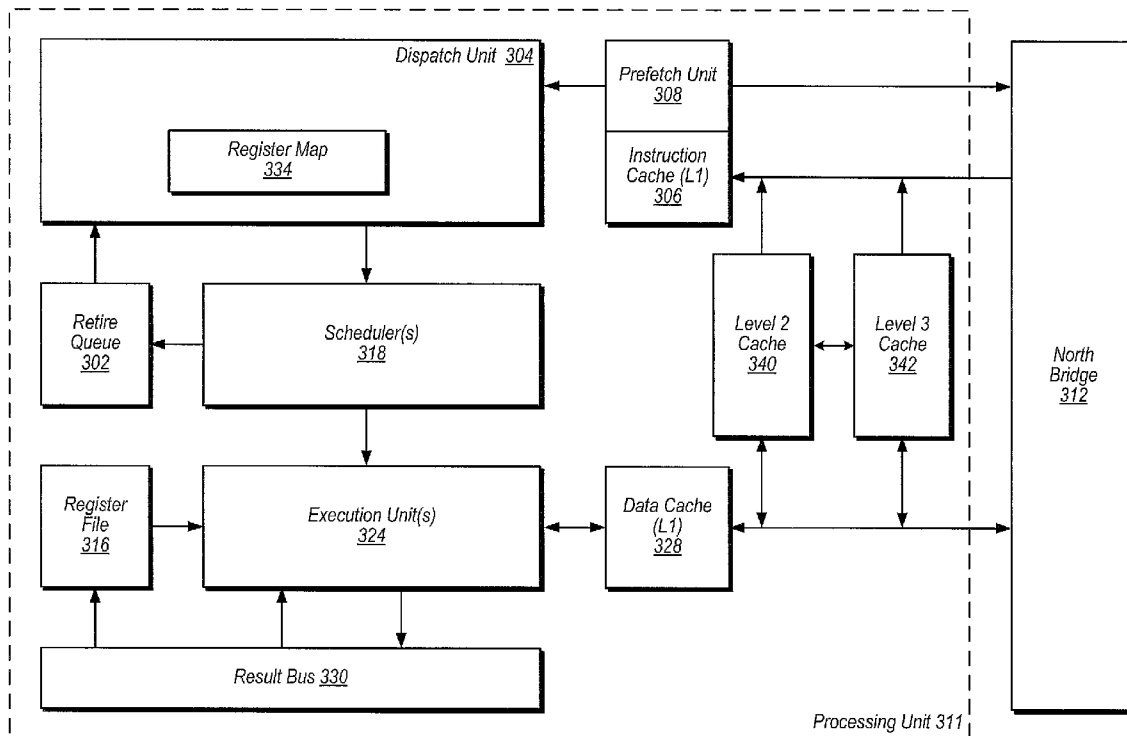 Dispatch Unit 304
Register Map
334
Prefetch Unit
308
Instruction
Cache (L1)
306
Retire
Queue
302
Scheduler(s)
318
Level 2
Cache
340
Level 3
Cache
342
North
Bridge
312
Register
File
316
Execution Unit(s)
324
Data Cache
(L1)
328
Result Bus 330
Processing Unit 311